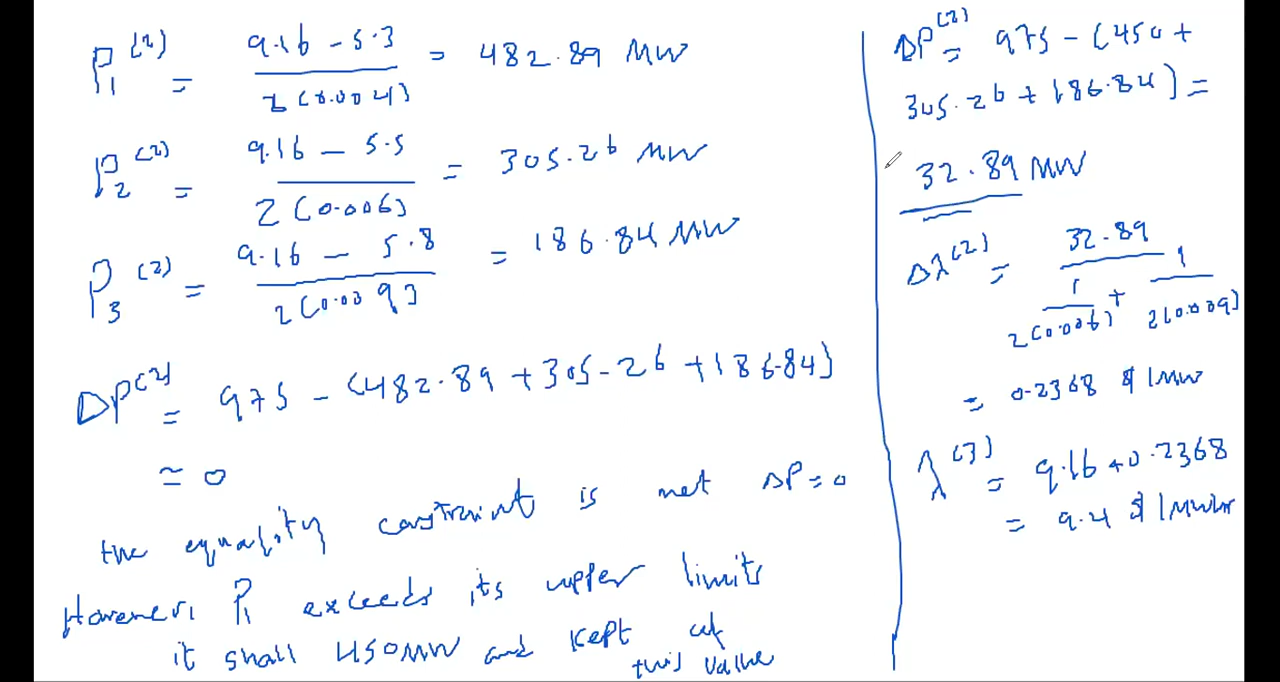 P₁⁽²⁾ = (9.16 - 5.3) / 2(0.004) = 482.89 MW
P₂⁽²⁾ = (9.16 - 5.5) / 2(0.006) = 305.26 MW
P₃⁽²⁾ = (9.16 - 5.8) / 2(0.009) = 186.84 MW
ΔP⁽²⁾ = 975 - (482.89 + 305.26 + 186.84)
≃ 0
the equality constraint is met ΔP = 0
However, P₁ exceeds its upper limits
it shall 450MW and kept at
this value
ΔP⁽²⁾ = 975 - (450 +
305.26 + 186.84) =
32.89 MW
Δλ⁽²⁾ = 32.89 / (1 / 2(0.006) + 1 / 2(0.009))
= 0.2368 $/MW
λ⁽³⁾ = 9.16 + 0.2368
= 9.4 $/MWhr